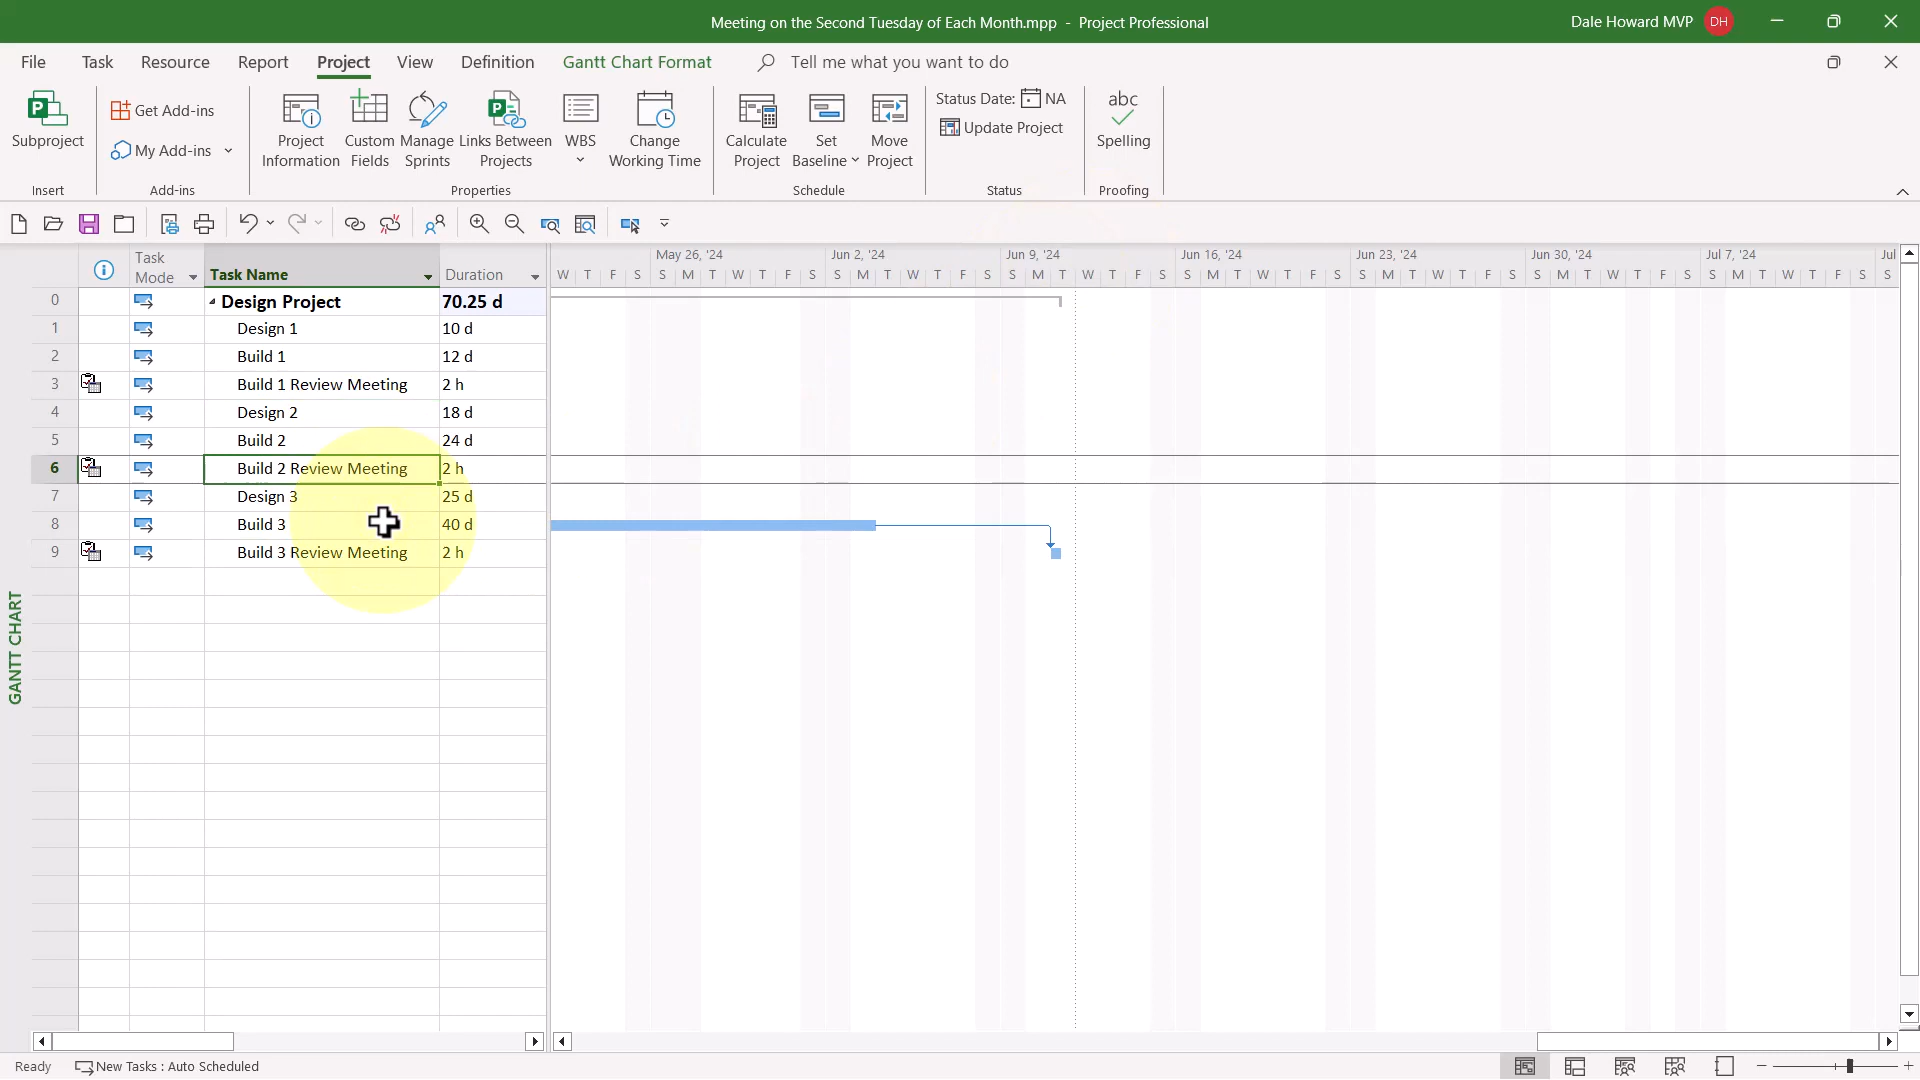 Meeting on the Second Tuesday of Each Month.mpp - Project Professional
Dale Howard MVP DH
File Task Resource Report Project View Definition Gantt Chart Format Tell me what you want to do
Subproject
Insert
Get Add-ins
My Add-ins
Add-ins
Project Information
Custom Fields
Manage Sprints
Links Between Projects
WBS
Change Working Time
Properties
Calculate Project
Set Baseline
Move Project
Schedule
Status Date: NA
Update Project
Status
abc
Spelling
Proofing
Task Mode
Task Name
Duration
May 26, '24 Jun 2, '24 Jun 9, '24 Jun 16, '24 Jun 23, '24 Jun 30, '24 Jul 7, '24 Jul
W T F S S M T W T F S S M T W T F S S M T W T F S S M T W T F S S M T W T F S S M T W T F S S M T W T F S S
0 Design Project 70.25 d
1 Design 1 10 d
2 Build 1 12 d
3 Build 1 Review Meeting 2 h
4 Design 2 18 d
5 Build 2 24 d
6 Build 2 Review Meeting 2 h
7 Design 3 25 d
8 Build 3 40 d
9 Build 3 Review Meeting 2 h
GANTT CHART
Ready New Tasks : Auto Scheduled